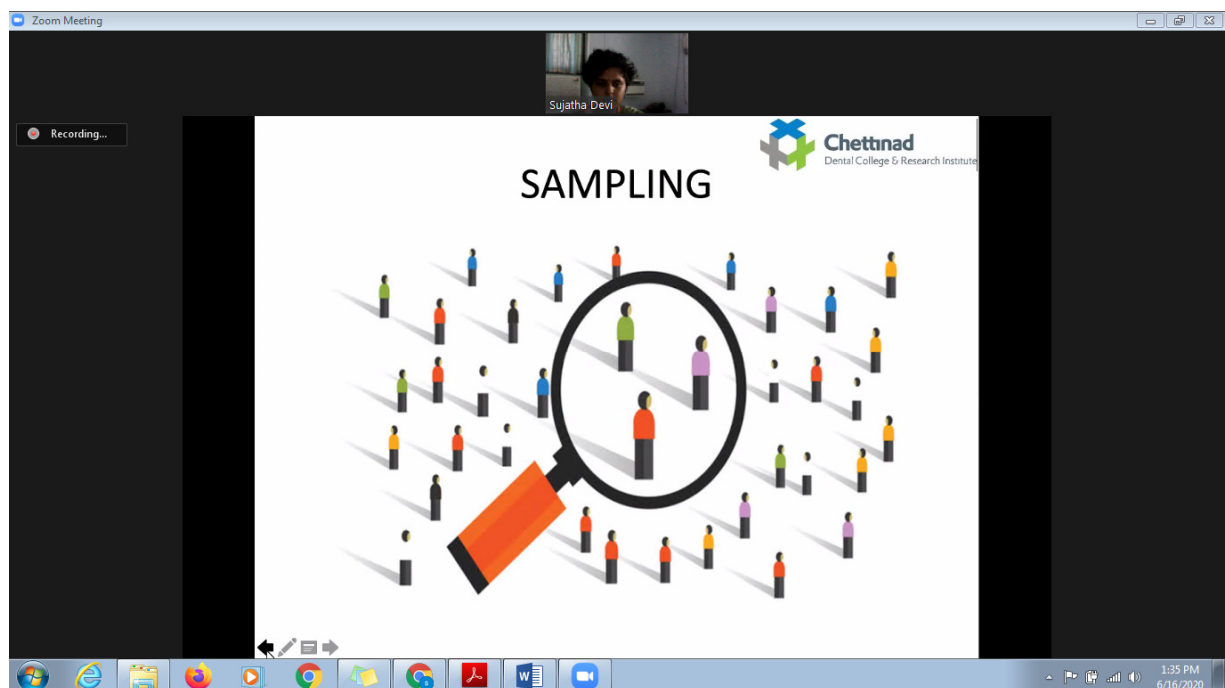 Zoom Meeting
Sujatha Devi
Recording...
Chettinad
Dental College & Research Institute
SAMPLING
1:35 PM
6/16/2020